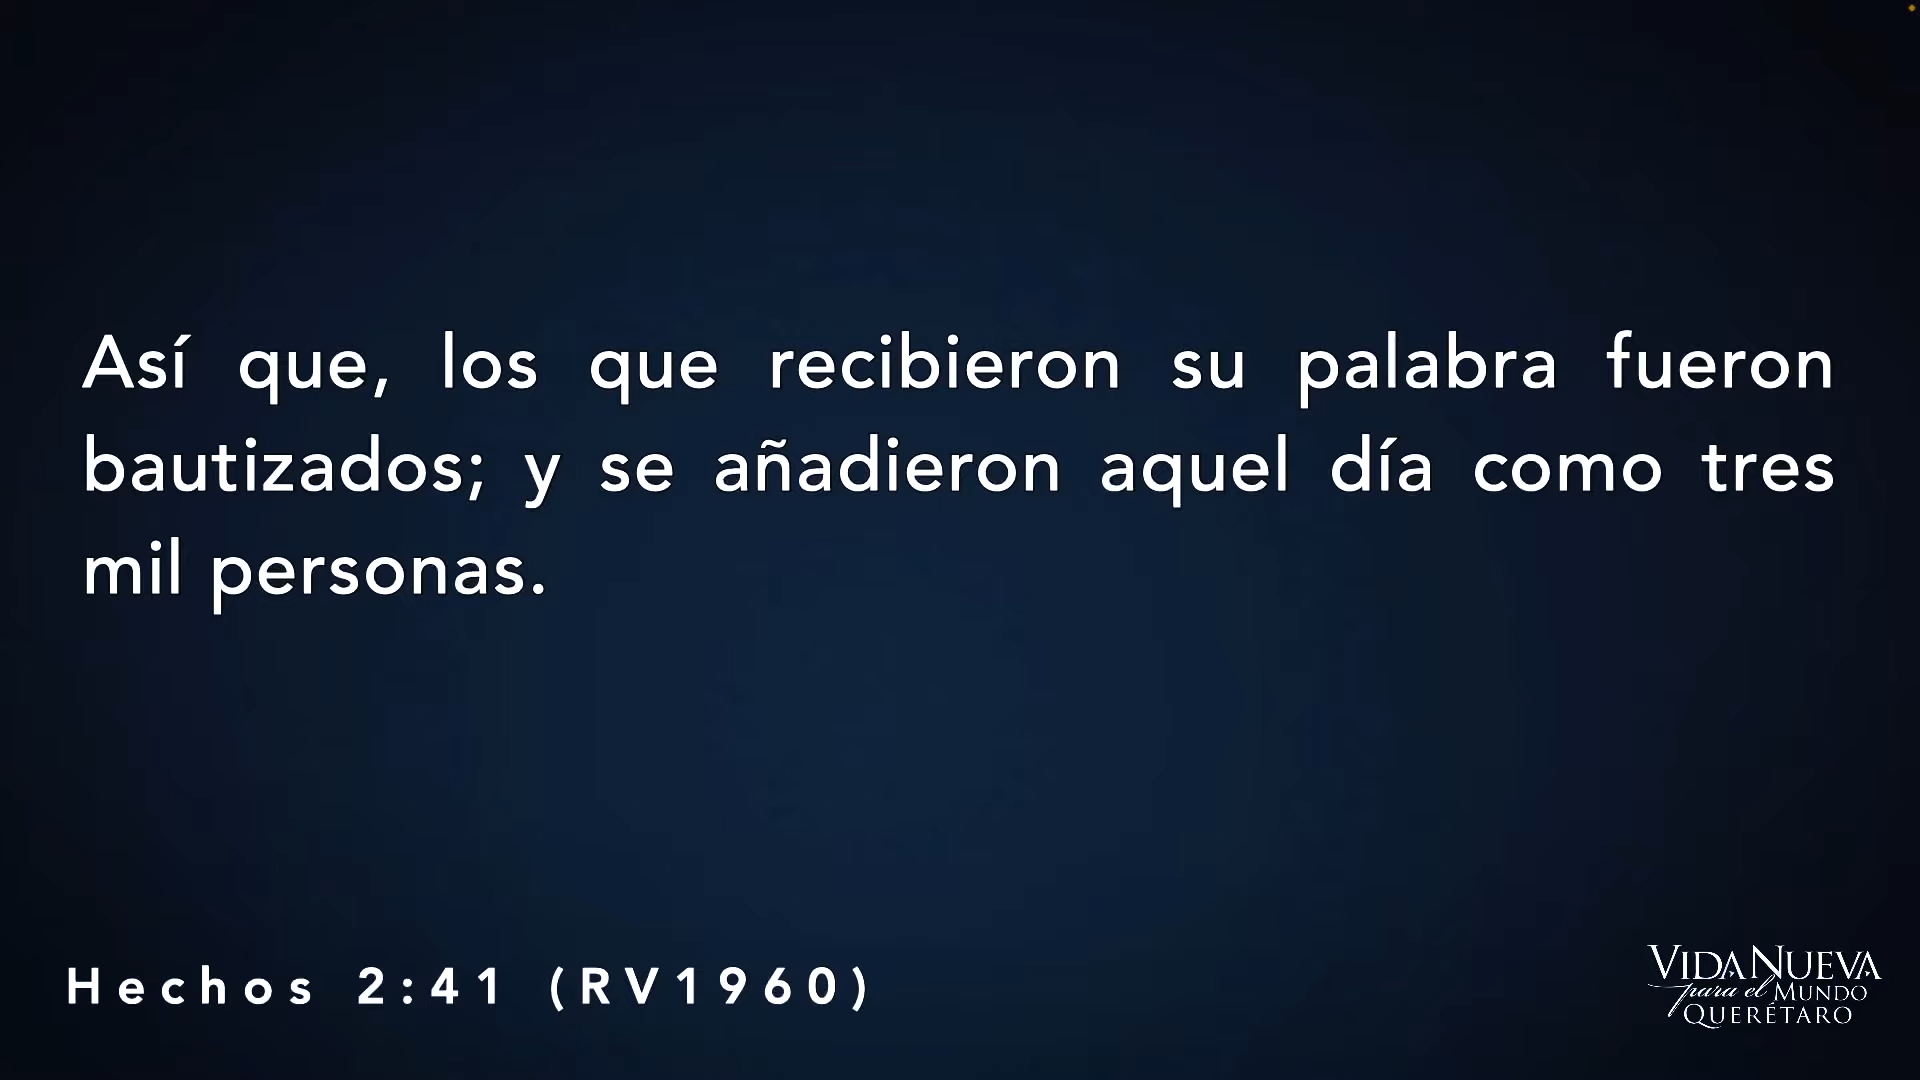 Así que, los que recibieron su palabra fueron
bautizados; y se añadieron aquel día como tres
mil personas.
Hechos 2:41 (RV1960)
VIDA NUEVA
para el MUNDO
QUERÉTARO